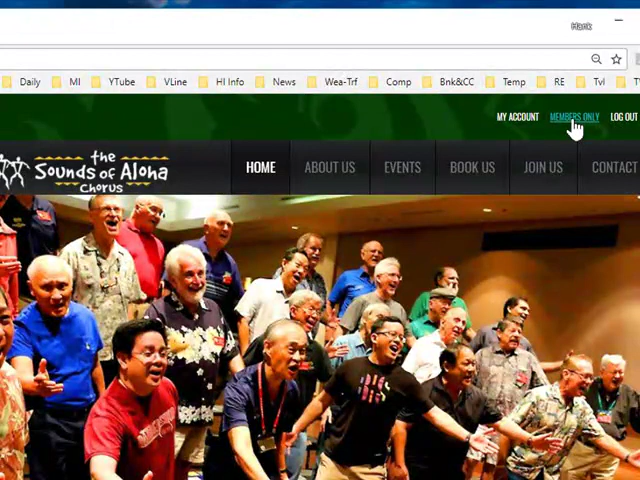 Hank
Daily MI YTube VLine HI Info News Wea-Trf Comp Bnk&CC Temp RE Tvl
MY ACCOUNT MEMBERS ONLY LOG OUT
the
Sounds of Aloha
Chorus
HOME ABOUT US EVENTS BOOK US JOIN US CONTACT